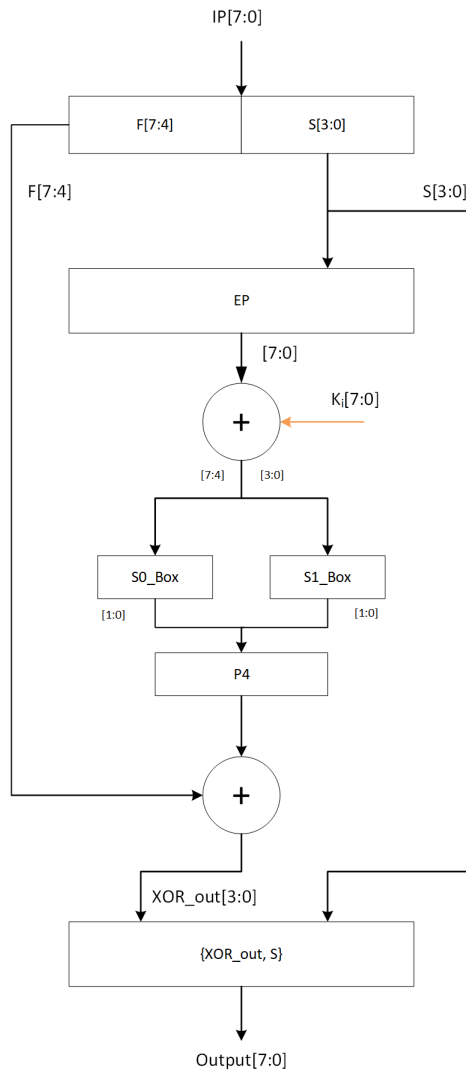 IP[7:0]
F[7:4]
S[3:0]
F[7:4]
S[3:0]
EP
[7:0]
Kᵢ[7:0]
+
[7:4]
[3:0]
S0_Box
S1_Box
[1:0]
[1:0]
P4
+
XOR_out[3:0]
{XOR_out, S}
Output[7:0]